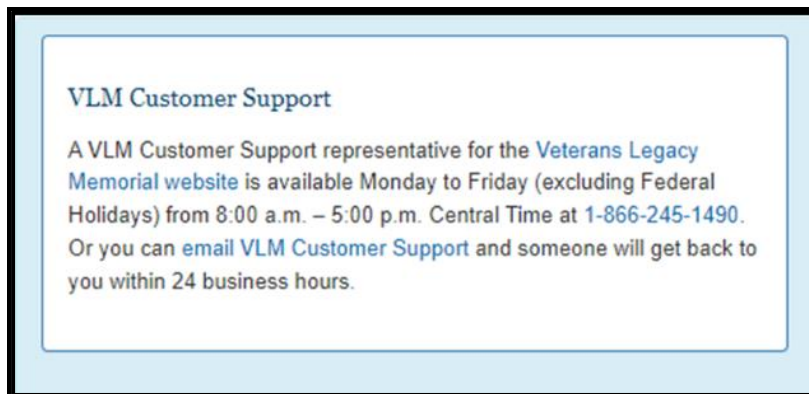 VLM Customer Support
A VLM Customer Support representative for the Veterans Legacy
Memorial website is available Monday to Friday (excluding Federal
Holidays) from 8:00 a.m. – 5:00 p.m. Central Time at 1-866-245-1490.
Or you can email VLM Customer Support and someone will get back to
you within 24 business hours.